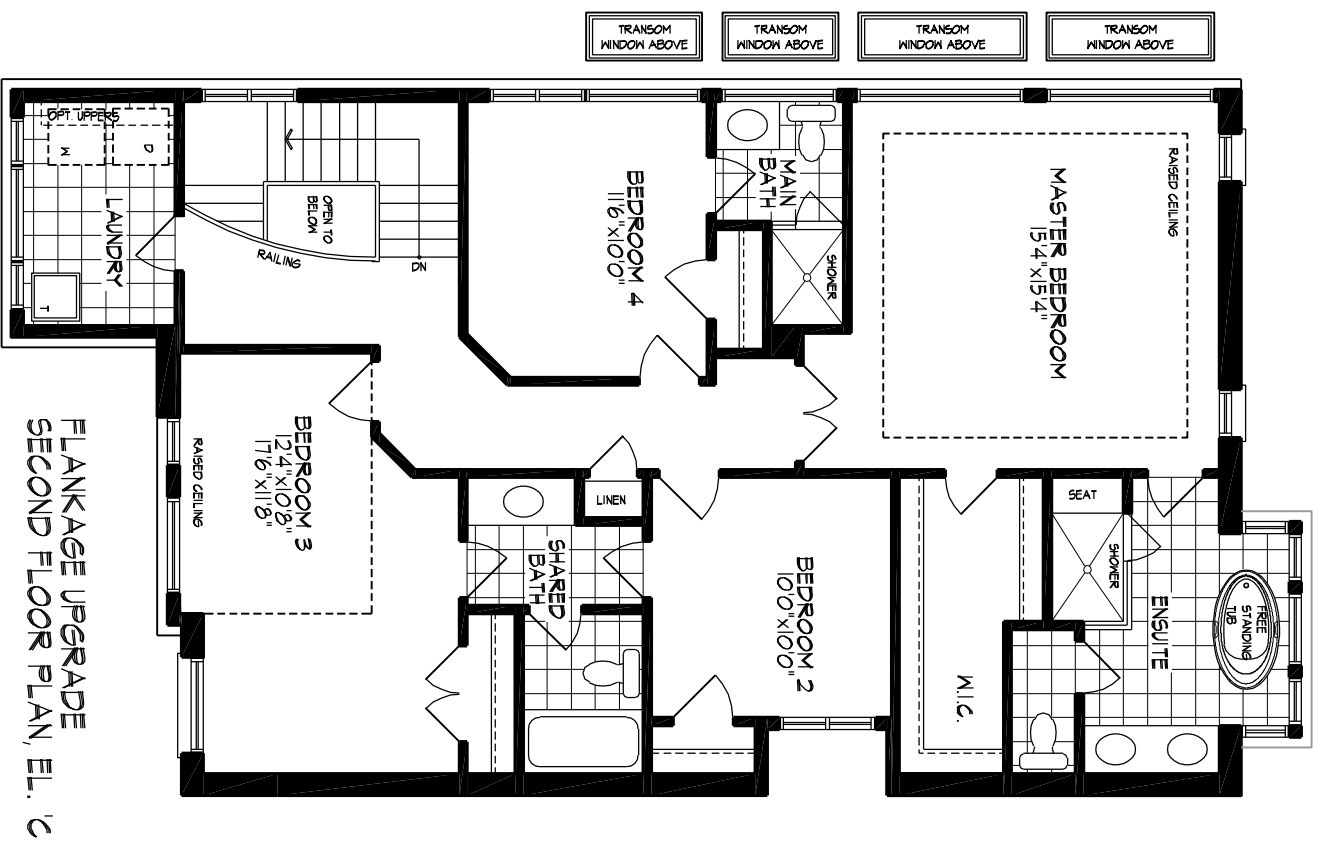 TRANSOM
WINDOW ABOVE
TRANSOM
WINDOW ABOVE
TRANSOM
WINDOW ABOVE
TRANSOM
WINDOW ABOVE
OPT. UPPERS
W
D
LAUNDRY
T
OPEN TO
BELOW
RAILING
DN
BEDROOM 4
11'6"x10'0"
MAIN
BATH
SHOWER
RAISED CEILING
MASTER BEDROOM
15'4"x15'4"
RAISED CEILING
BEDROOM 3
12'4"x10'8"
17'6"x11'8"
LINEN
SHARED
BATH
BEDROOM 2
10'0"x10'0"
W.I.C.
SEAT
SHOWER
ENSUITE
FREE
STANDING
TUB
FLANKAGE UPGRADE
SECOND FLOOR PLAN, EL. 'C